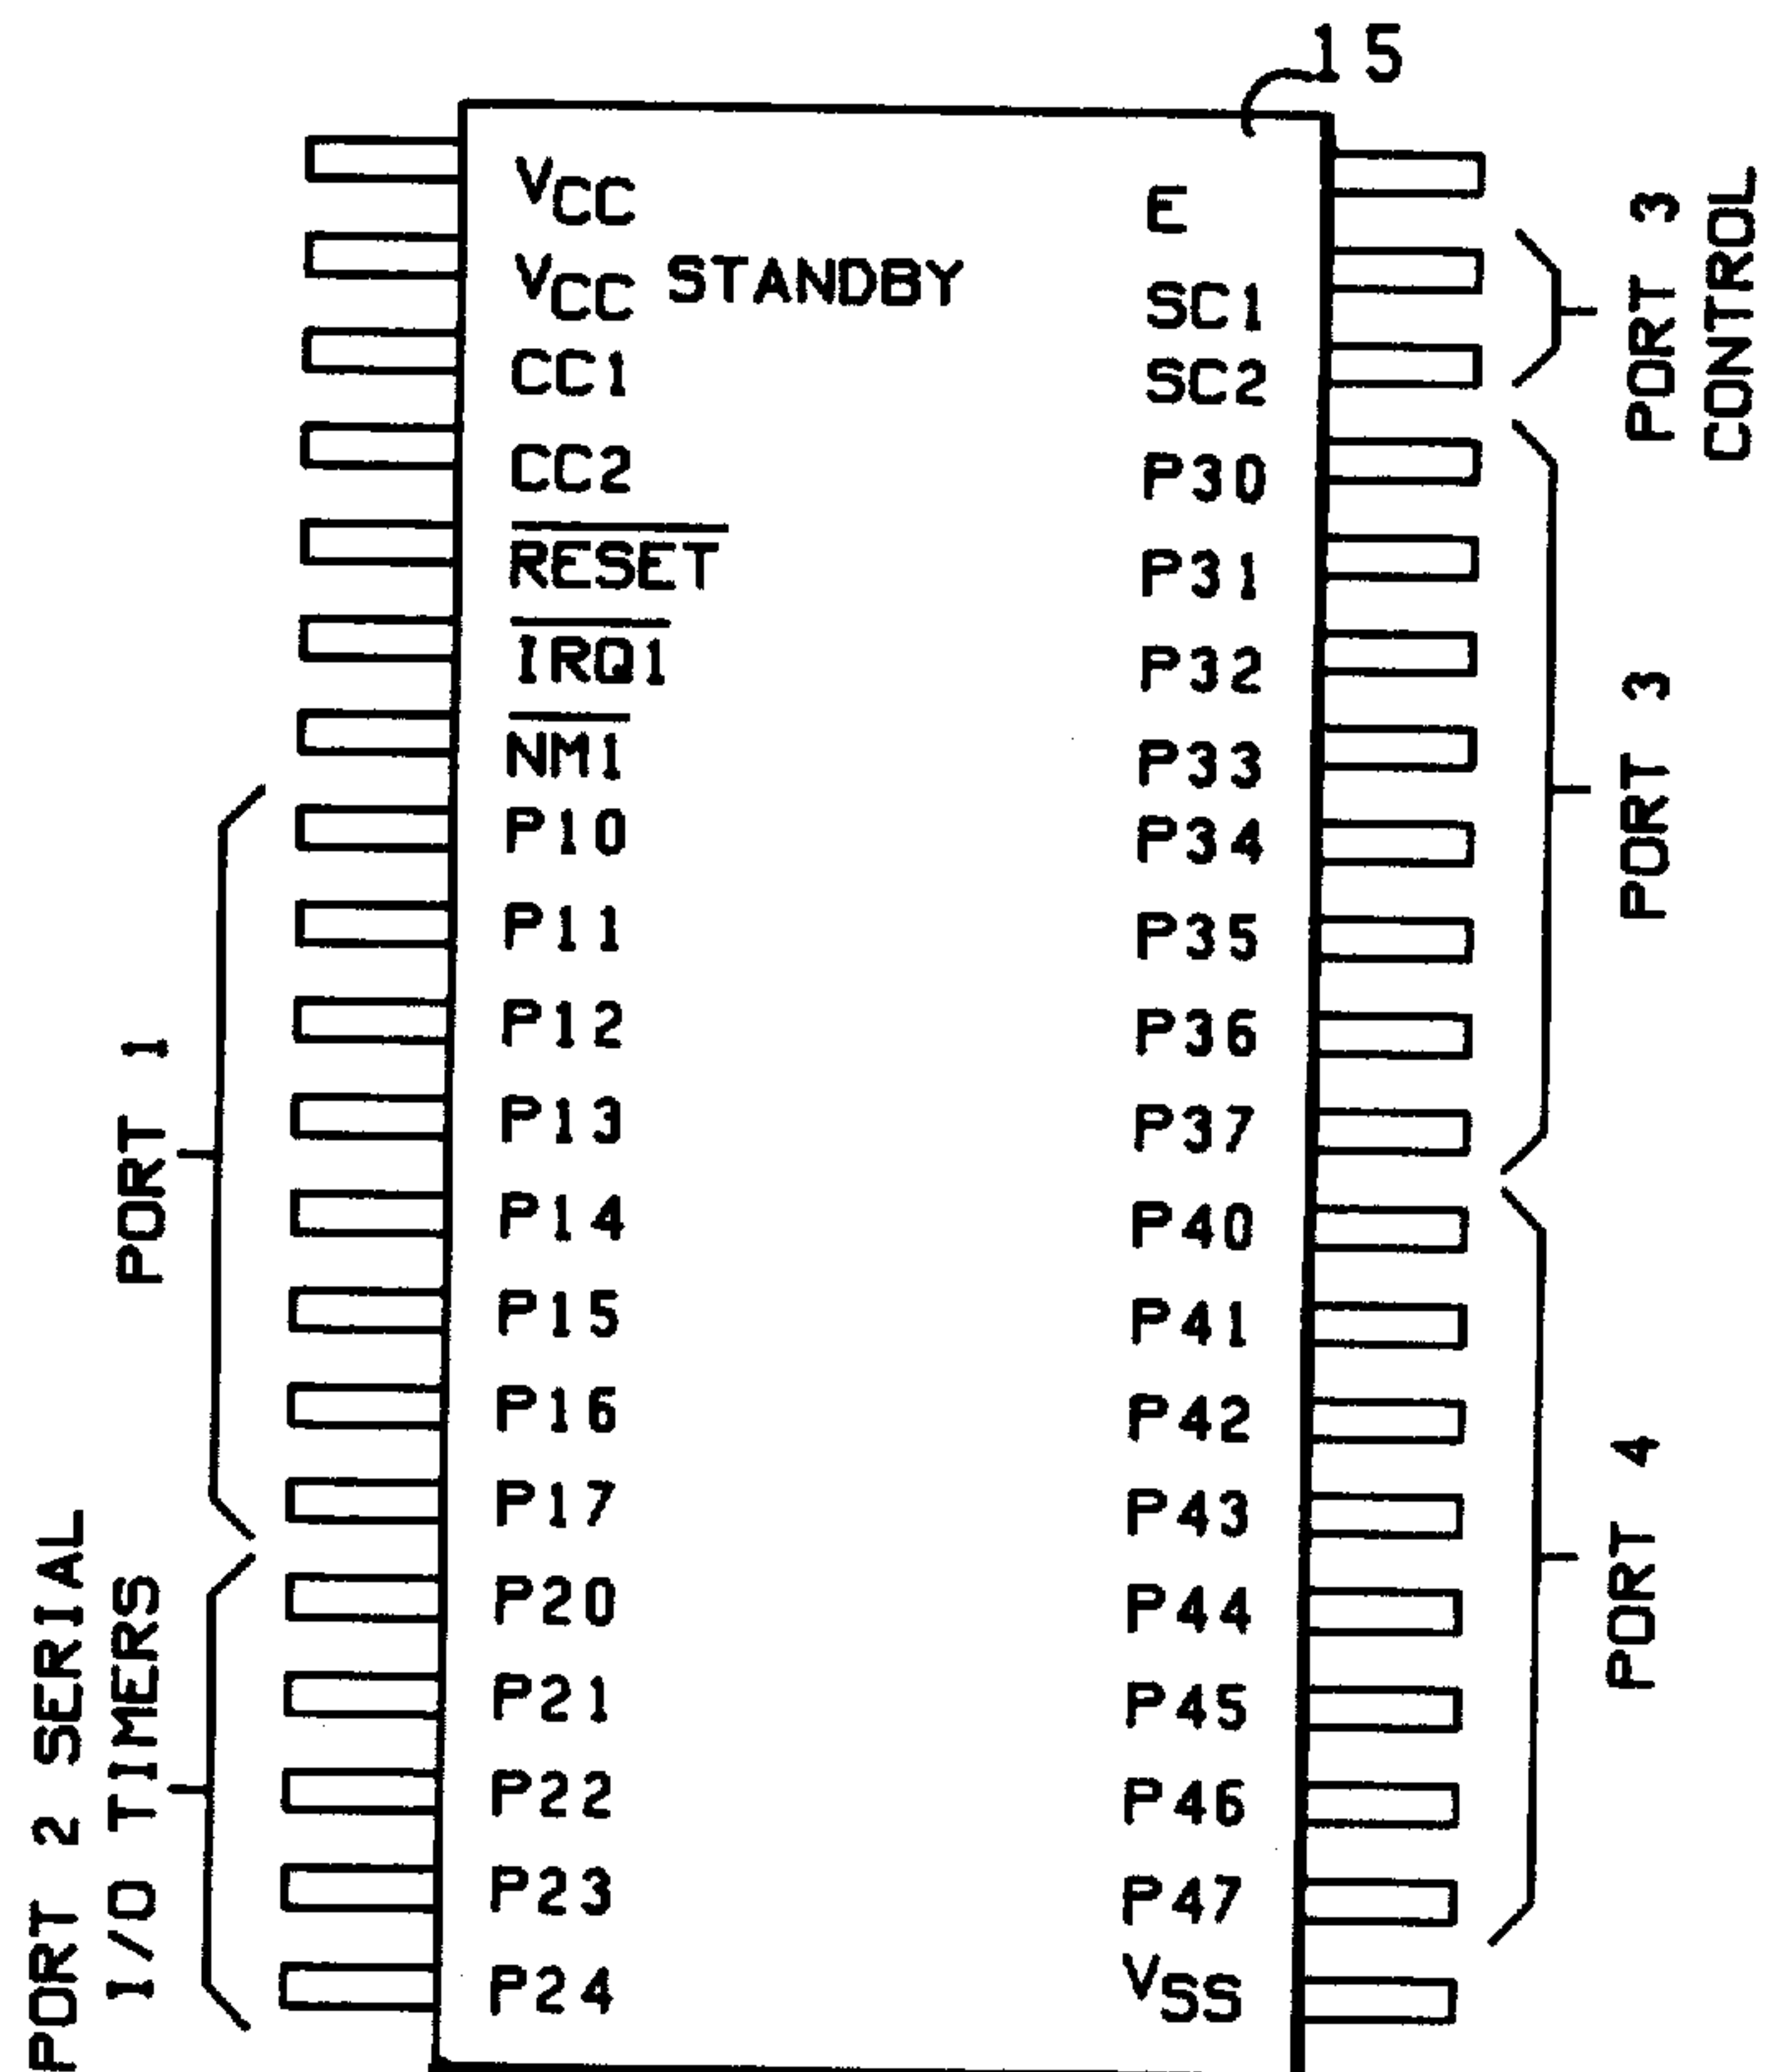 15
VCC
VCC STANDBY
CC1
CC2
RESET
IRQ1
NM1
P10
P11
P12
P13
P14
P15
P16
P17
P20
P21
P22
P23
P24
E
SC1
SC2
P30
P31
P32
P33
P34
P35
P36
P37
P40
P41
P42
P43
P44
P45
P46
P47
VSS
PORT 1
PORT 2 SERIAL
I/O TIMERS
PORT 3
CONTROL
PORT 3
PORT 4